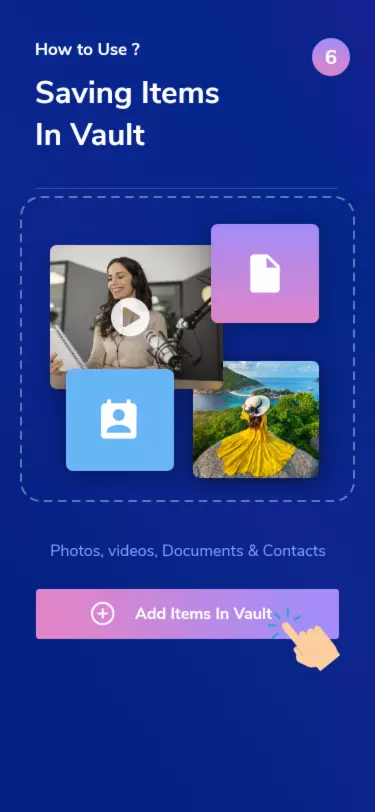 How to Use ?
6
Saving Items
In Vault
Photos, videos, Documents & Contacts
Add Items In Vault